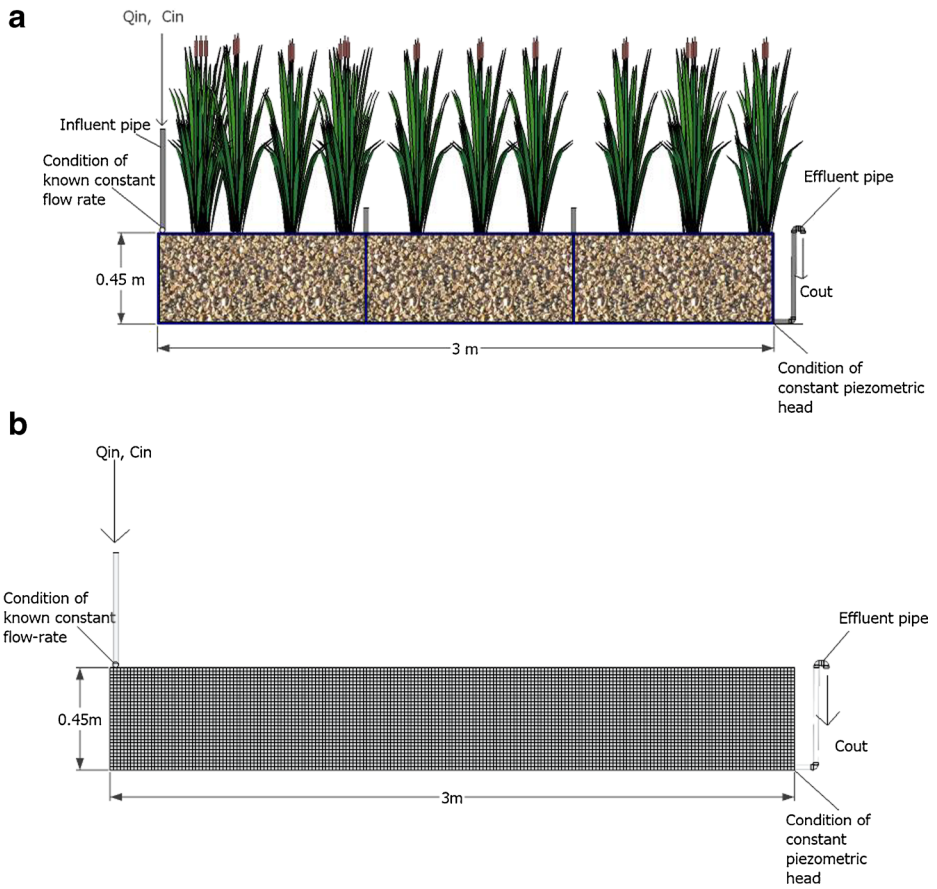 a
Qin, Cin
Influent pipe
Condition of
known constant
flow rate
Effluent pipe
0.45 m
Cout
3 m
Condition of
constant piezometric
head
b
Qin, Cin
Condition of
known constant
flow-rate
Effluent pipe
0.45m
Cout
3m
Condition of
constant
piezometric
head